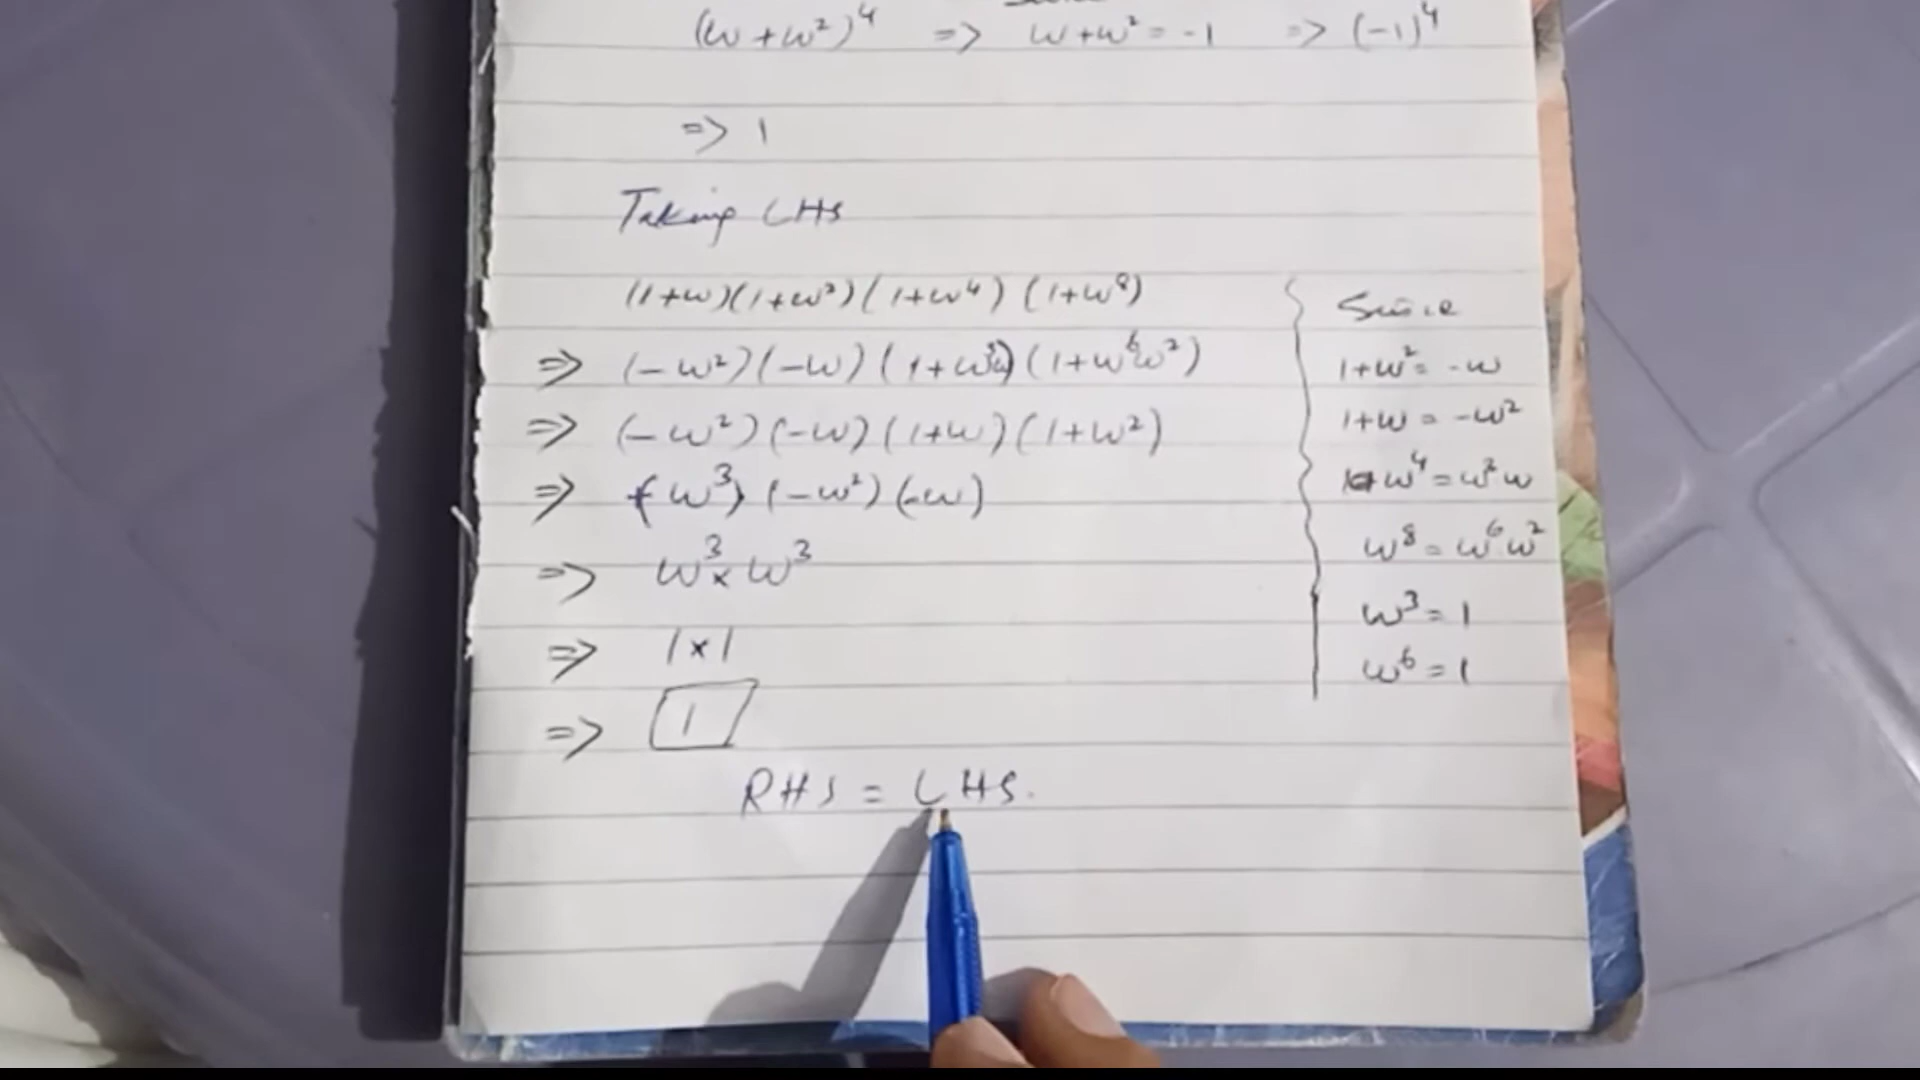 (ω + ω²)⁴ => ω + ω² = -1 => (-1)⁴
=> 1
Taking LHS
(1+ω)(1+ω²)(1+ω⁴)(1+ω⁸)
=> (-ω²)(-ω)(1+ω³ω)(1+ω⁶ω²)
=> (-ω²)(-ω)(1+ω)(1+ω²)
=> (ω³)(-ω²)(-ω)
=> ω³ × ω³
=> 1 × 1
=> 1
RHS = LHS.
Since
1+ω² = -ω
1+ω = -ω²
ω⁴ = ω³ω
ω⁸ = ω⁶ω²
ω³ = 1
ω⁶ = 1